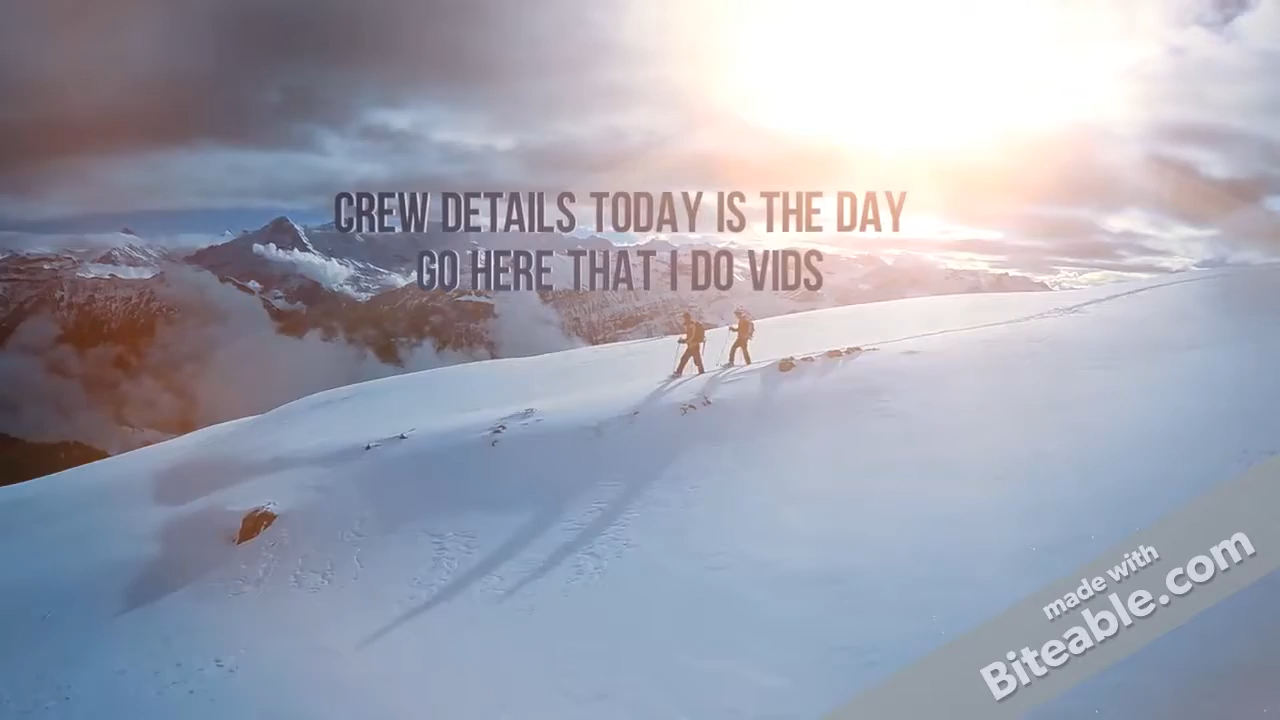 CREW DETAILS TODAY IS THE DAY
GO HERE THAT I DO VIDS
made with
Biteable.com